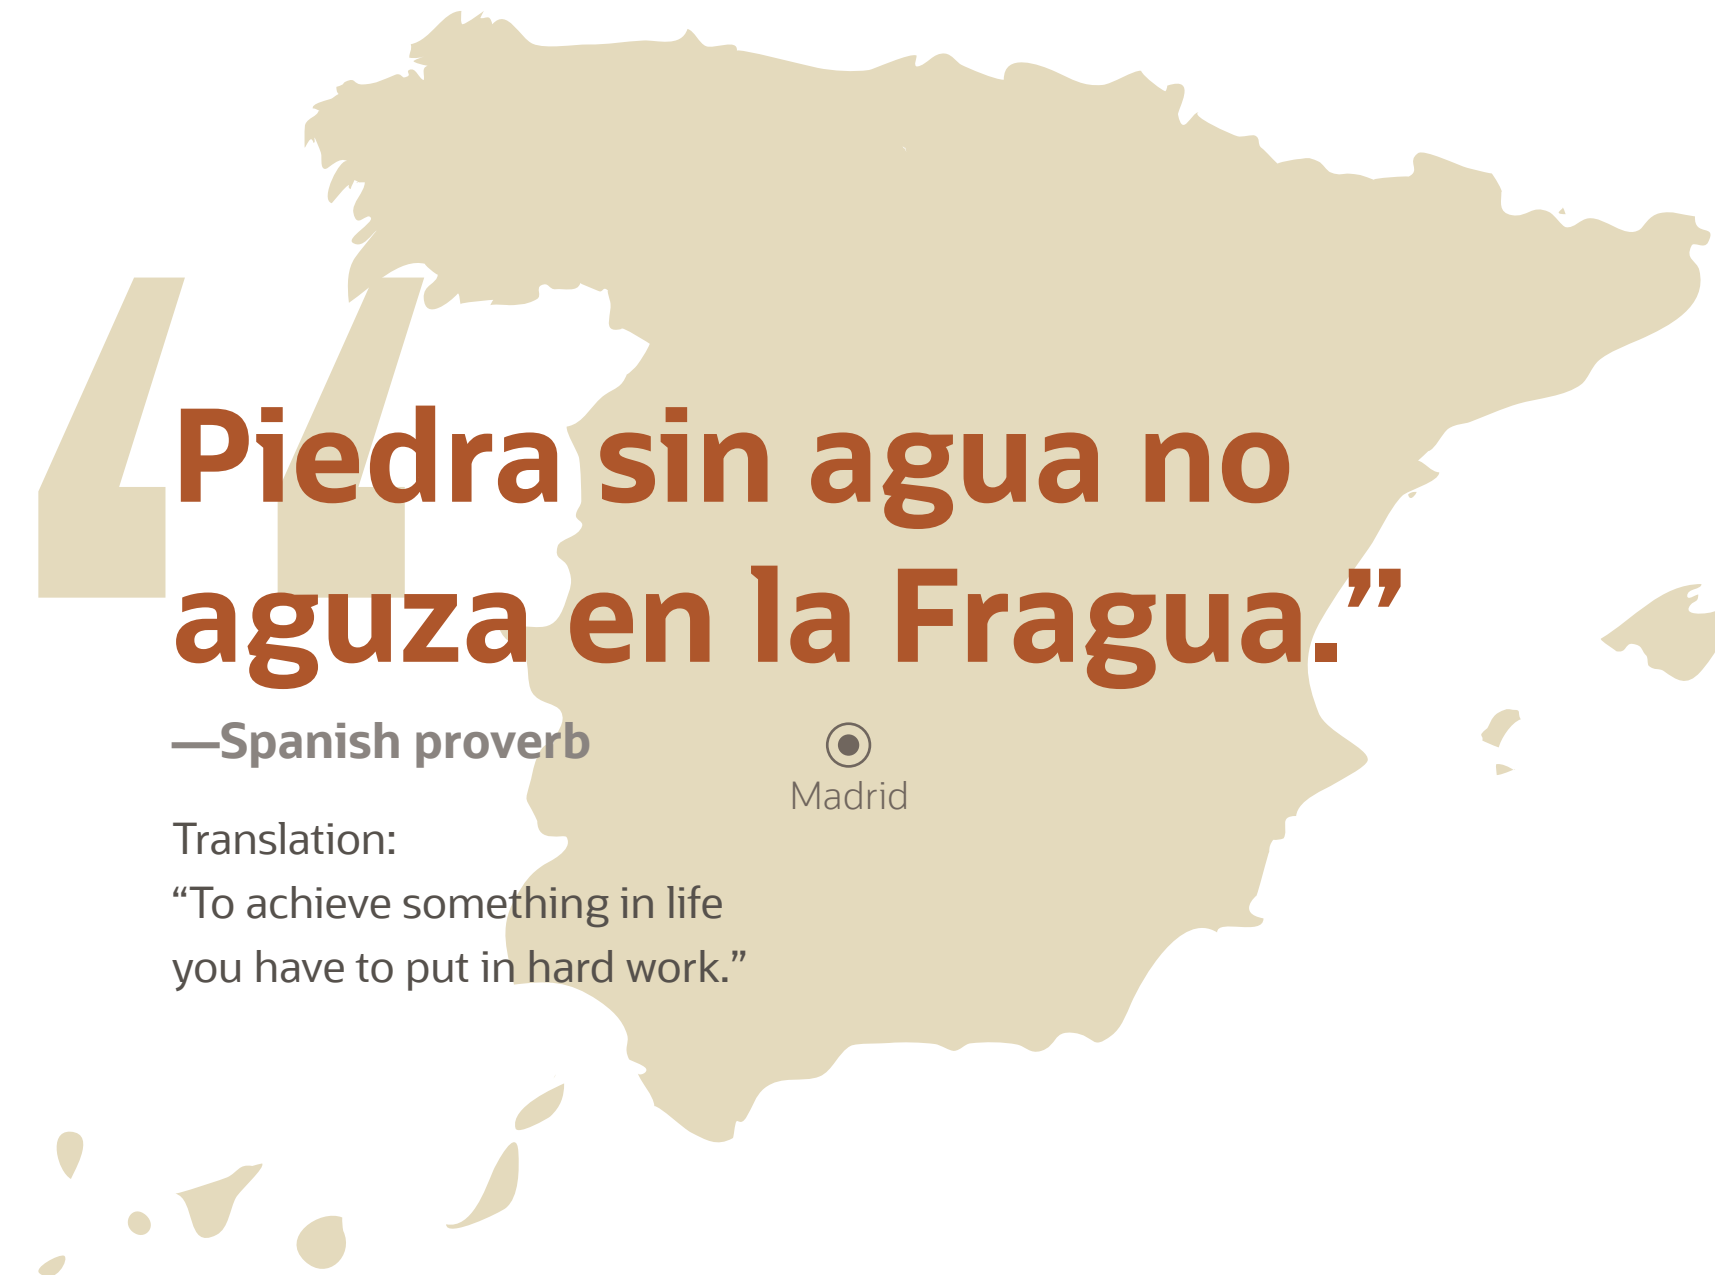 “Piedra sin agua no
aguza en la Fragua.”
—Spanish proverb
Madrid
Translation:
“To achieve something in life
you have to put in hard work.”